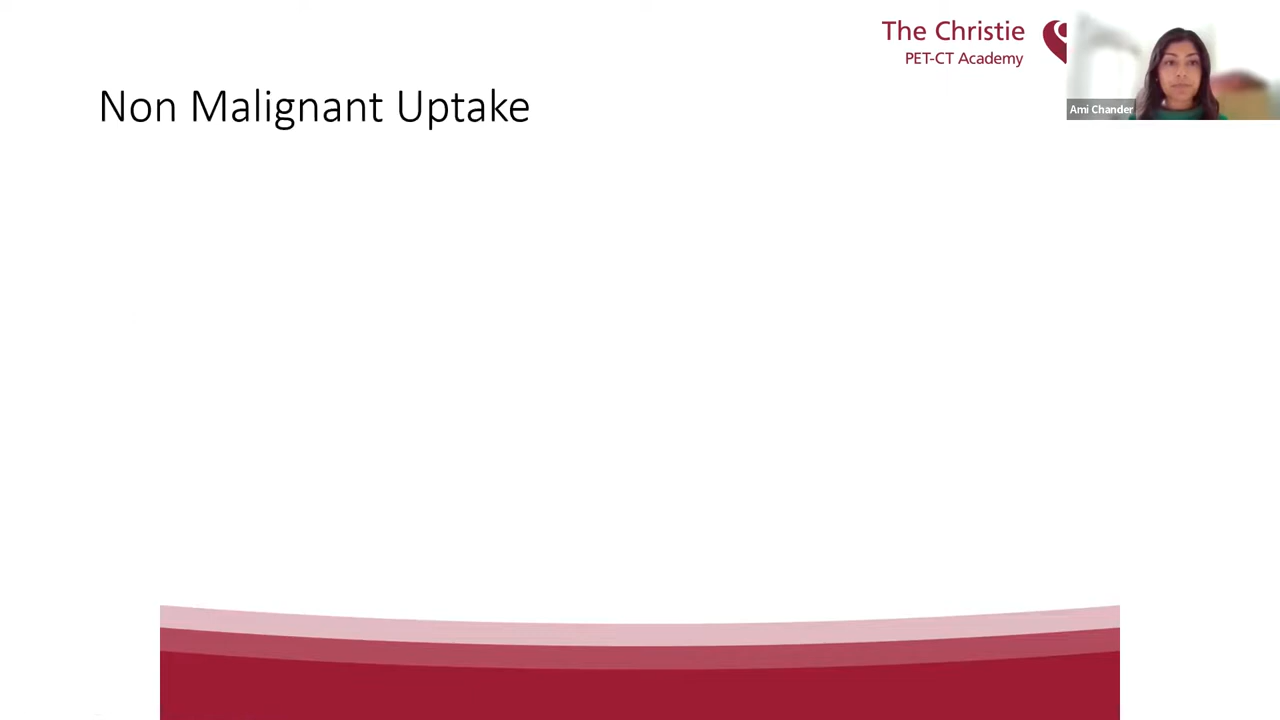 The Christie
PET-CT Academy
Ami Chander
Non Malignant Uptake